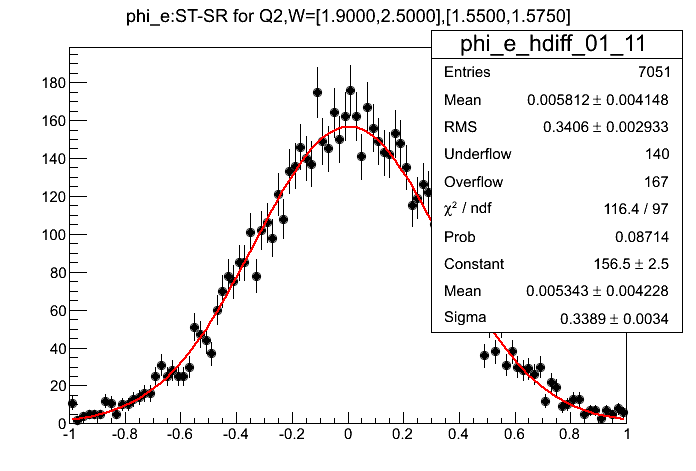 phi_e:ST-SR for Q2,W=[1.9000,2.5000],[1.5500,1.5750]
phi_e_hdiff_01_11
Entries 7051
Mean 0.005812 ± 0.004148
RMS 0.3406 ± 0.002933
Underflow 140
Overflow 167
χ² / ndf 116.4 / 97
Prob 0.08714
Constant 156.5 ± 2.5
Mean 0.005343 ± 0.004228
Sigma 0.3389 ± 0.0034
180
160
140
120
100
80
60
40
20
0
-1 -0.8 -0.6 -0.4 -0.2 0 0.2 0.4 0.6 0.8 1